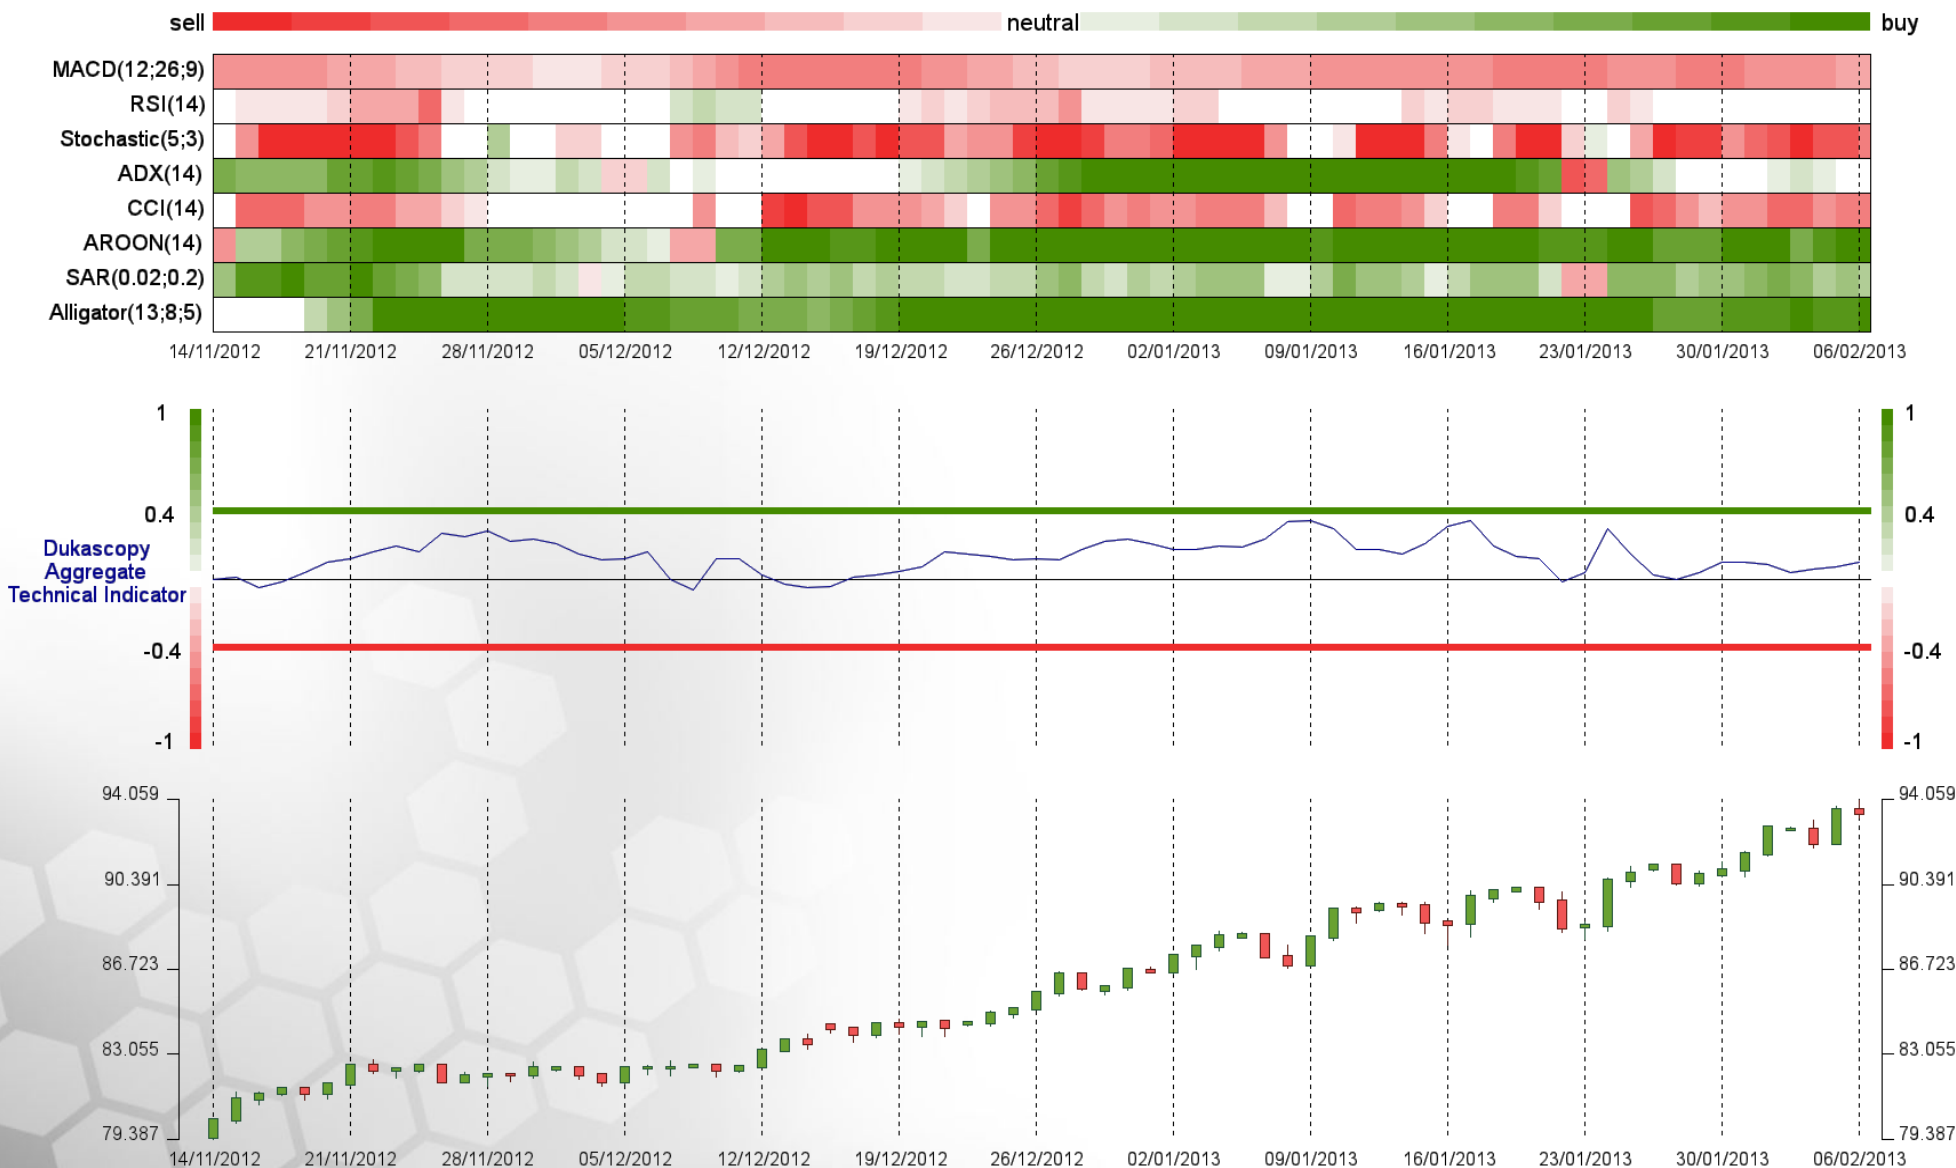 sell neutral buy
MACD(12;26;9)
RSI(14)
Stochastic(5;3)
ADX(14)
CCI(14)
AROON(14)
SAR(0.02;0.2)
Alligator(13;8;5)
14/11/2012 21/11/2012 28/11/2012 05/12/2012 12/12/2012 19/12/2012 26/12/2012 02/01/2013 09/01/2013 16/01/2013 23/01/2013 30/01/2013 06/02/2013
1 1
0.4 0.4
Dukascopy
Aggregate
Technical Indicator
-0.4 -0.4
-1 -1
94.059 94.059
90.391 90.391
86.723 86.723
83.055 83.055
79.387 79.387
14/11/2012 21/11/2012 28/11/2012 05/12/2012 12/12/2012 19/12/2012 26/12/2012 02/01/2013 09/01/2013 16/01/2013 23/01/2013 30/01/2013 06/02/2013